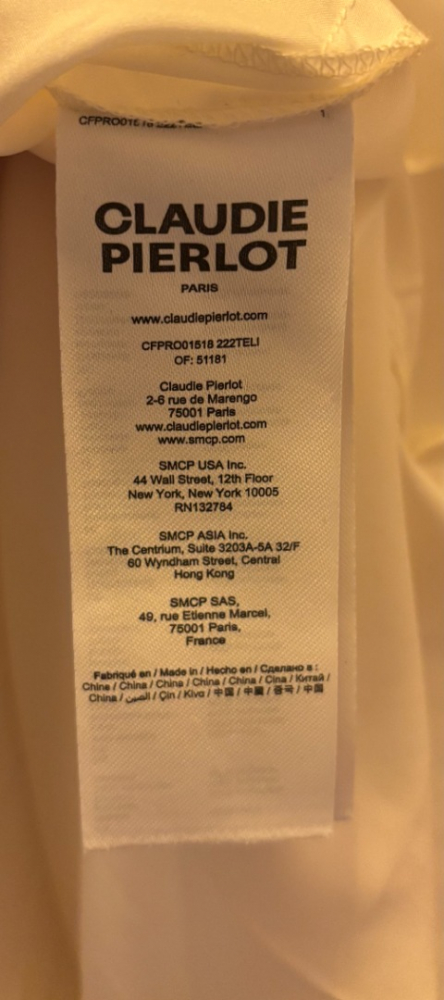 1
CLAUDIE
PIERLOT
PARIS
www.claudiepierlot.com
CFPRO01518 222TELI
OF: 51181
Claudie Pierlot
2-6 rue de Marengo
75001 Paris
www.claudiepierlot.com
www.smcp.com
SMCP USA Inc.
44 Wall Street, 12th Floor
New York, New York 10005
RN132784
SMCP ASIA Inc.
The Centrium, Suite 3203A-5A 32/F
60 Wyndham Street, Central
Hong Kong
SMCP SAS,
49, rue Etienne Marcel,
75001 Paris,
France
Fabriqué en / Made in / Hecho en / Сделано в :
China / China / China / China / China / Cina / Китай /
China / الصين / Çin / Kiva / 中国 / 中國 / 중국 / 中国